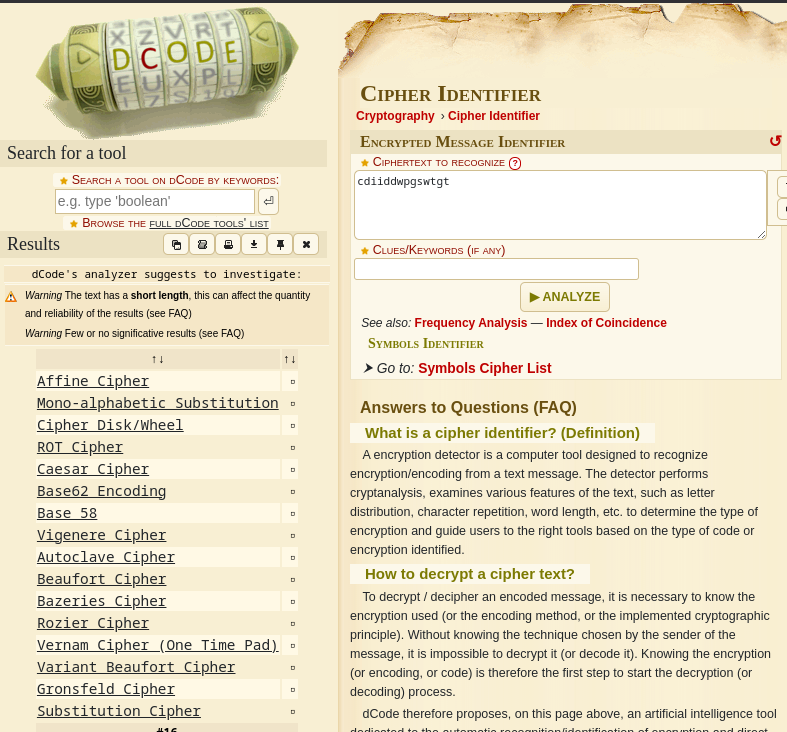 X Z V R T
D C O D E
E U X P L
Search for a tool
★ Search a tool on dCode by keywords:
e.g. type 'boolean'
★ Browse the full dCode tools' list
Results
dCode's analyzer suggests to investigate:
Warning The text has a short length, this can affect the quantity
and reliability of the results (see FAQ)
Warning Few or no significative results (see FAQ)
↑↓ ↑↓
Affine Cipher
Mono-alphabetic Substitution
Cipher Disk/Wheel
ROT Cipher
Caesar Cipher
Base62 Encoding
Base 58
Vigenere Cipher
Autoclave Cipher
Beaufort Cipher
Bazeries Cipher
Rozier Cipher
Vernam Cipher (One Time Pad)
Variant Beaufort Cipher
Gronsfeld Cipher
Substitution Cipher
Cipher Identifier
Cryptography › Cipher Identifier
Encrypted Message Identifier
★ Ciphertext to recognize ?
cdiiddwpgswtgt
★ Clues/Keywords (if any)
▶ ANALYZE
See also: Frequency Analysis — Index of Coincidence
Symbols Identifier
➤ Go to: Symbols Cipher List
Answers to Questions (FAQ)
What is a cipher identifier? (Definition)
A encryption detector is a computer tool designed to recognize
encryption/encoding from a text message. The detector performs
cryptanalysis, examines various features of the text, such as letter
distribution, character repetition, word length, etc. to determine the type of
encryption and guide users to the right tools based on the type of code or
encryption identified.
How to decrypt a cipher text?
To decrypt / decipher an encoded message, it is necessary to know the
encryption used (or the encoding method, or the implemented cryptographic
principle). Without knowing the technique chosen by the sender of the
message, it is impossible to decrypt it (or decode it). Knowing the encryption
(or encoding, or code) is therefore the first step to start the decryption (or
decoding) process.
dCode therefore proposes, on this page above, an artificial intelligence tool